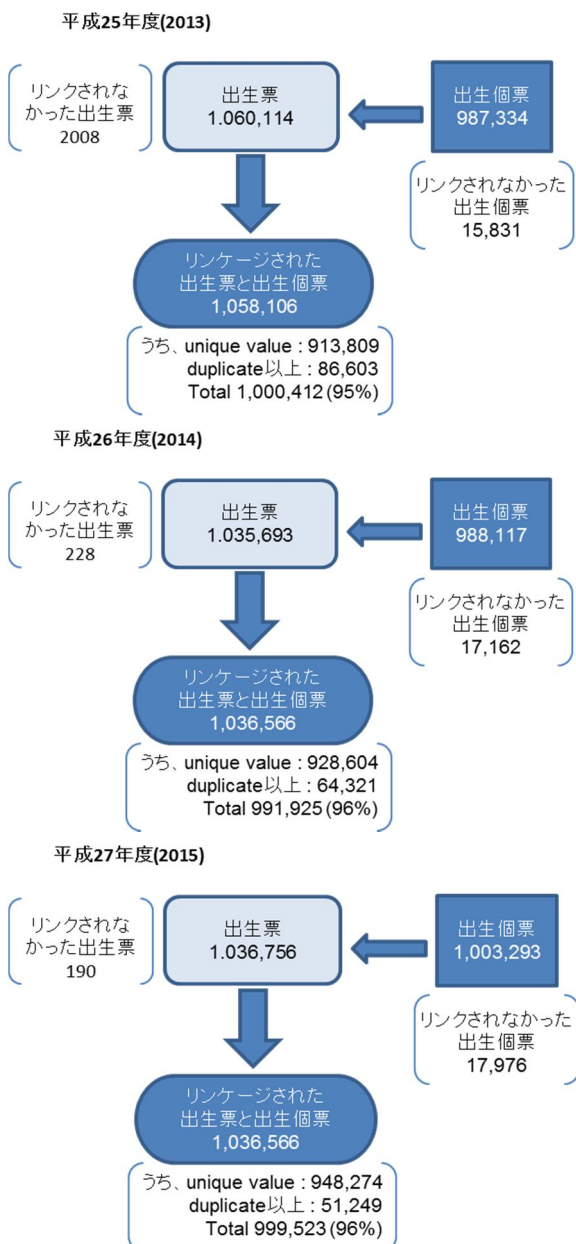 平成25年度(2013)
リンクされな
かった出生票
2008
出生票
1.060,114
出生個票
987,334
リンクされなかった
出生個票
15,831
リンケージされた
出生票と出生個票
1,058,106
うち、unique value : 913,809
duplicate以上 : 86,603
Total 1,000,412 (95%)
平成26年度(2014)
リンクされな
かった出生票
228
出生票
1.035,693
出生個票
988,117
リンクされなかった
出生個票
17,162
リンケージされた
出生票と出生個票
1,036,566
うち、unique value : 928,604
duplicate以上 : 64,321
Total 991,925 (96%)
平成27年度(2015)
リンクされな
かった出生票
190
出生票
1.036,756
出生個票
1,003,293
リンクされなかった
出生個票
17,976
リンケージされた
出生票と出生個票
1,036,566
うち、unique value : 948,274
duplicate以上 : 51,249
Total 999,523 (96%)